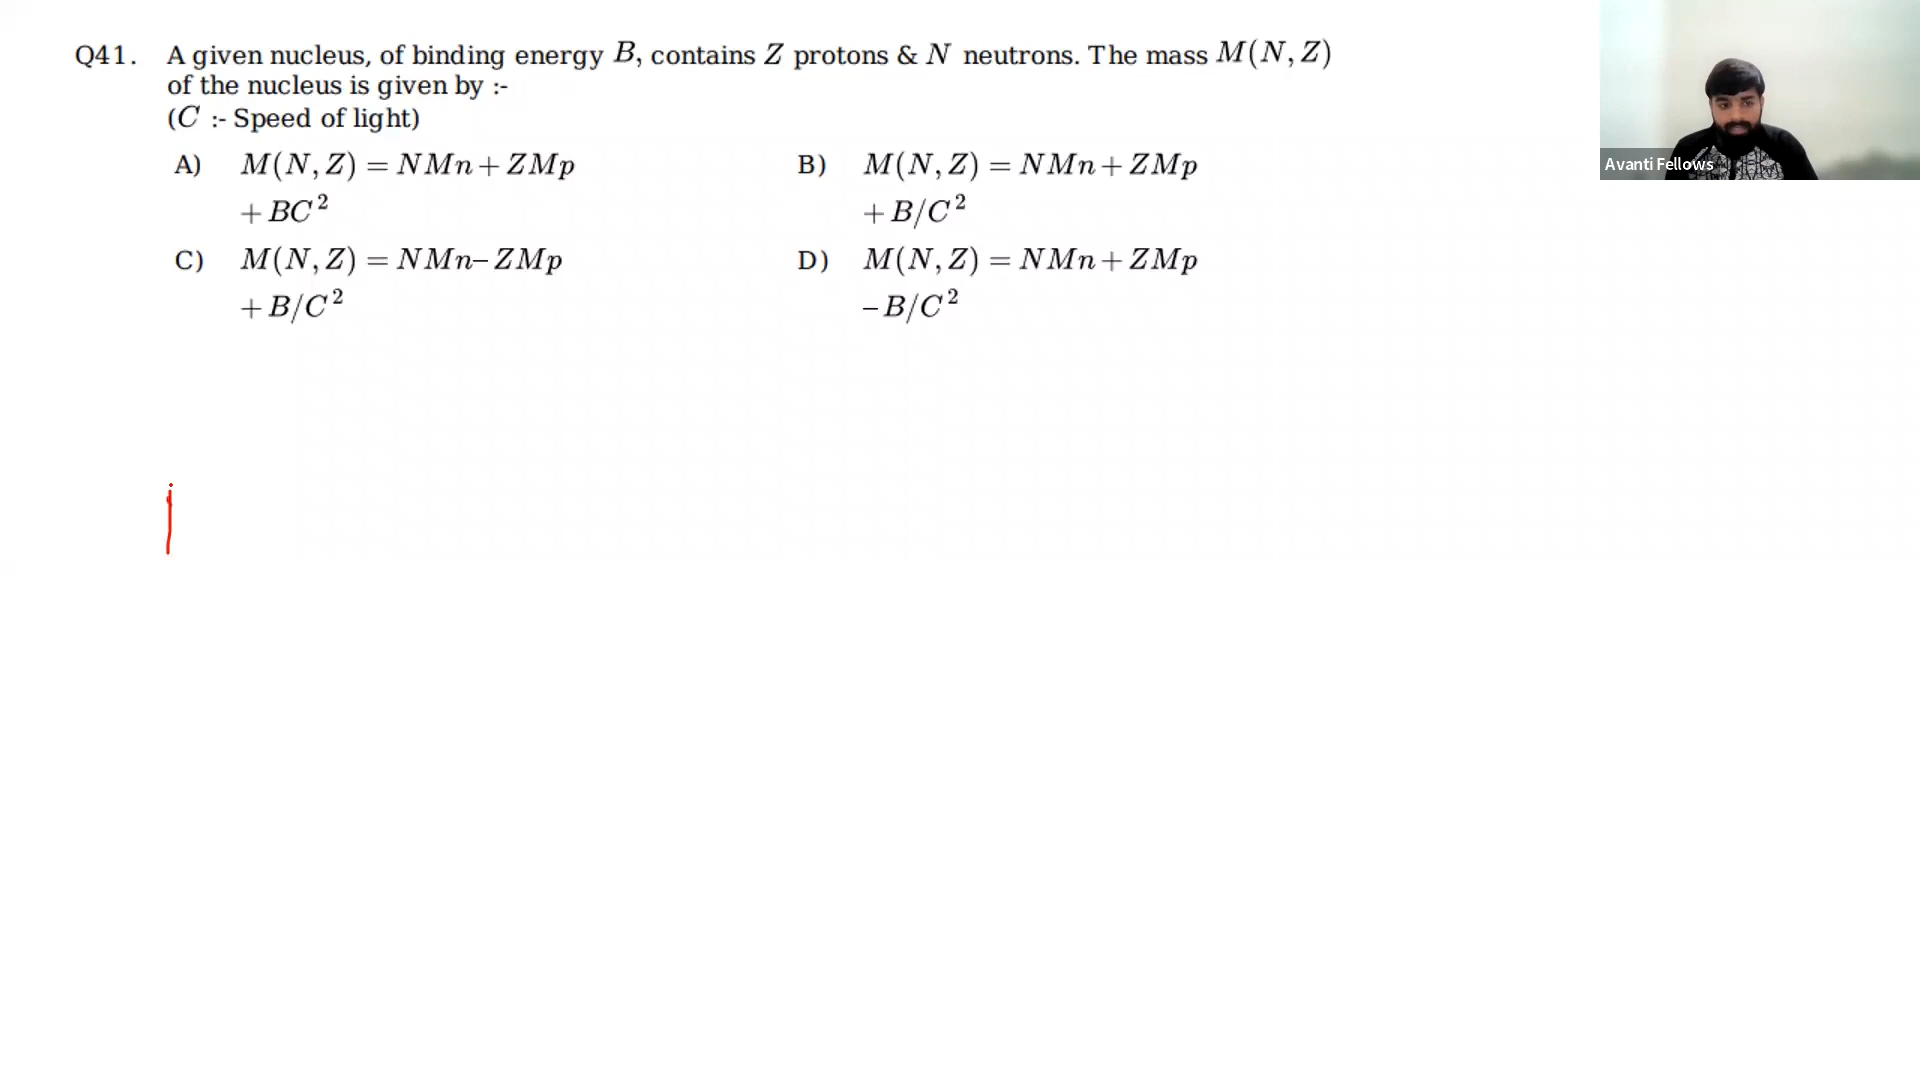 Q41. A given nucleus, of binding energy B, contains Z protons & N neutrons. The mass M(N,Z)
of the nucleus is given by :-
(C :- Speed of light)
A) M(N,Z) = NMn + ZMp
+ BC²
B) M(N,Z) = NMn + ZMp
+ B/C²
C) M(N,Z) = NMn– ZMp
+ B/C²
D) M(N,Z) = NMn + ZMp
– B/C²
Avanti Fellows